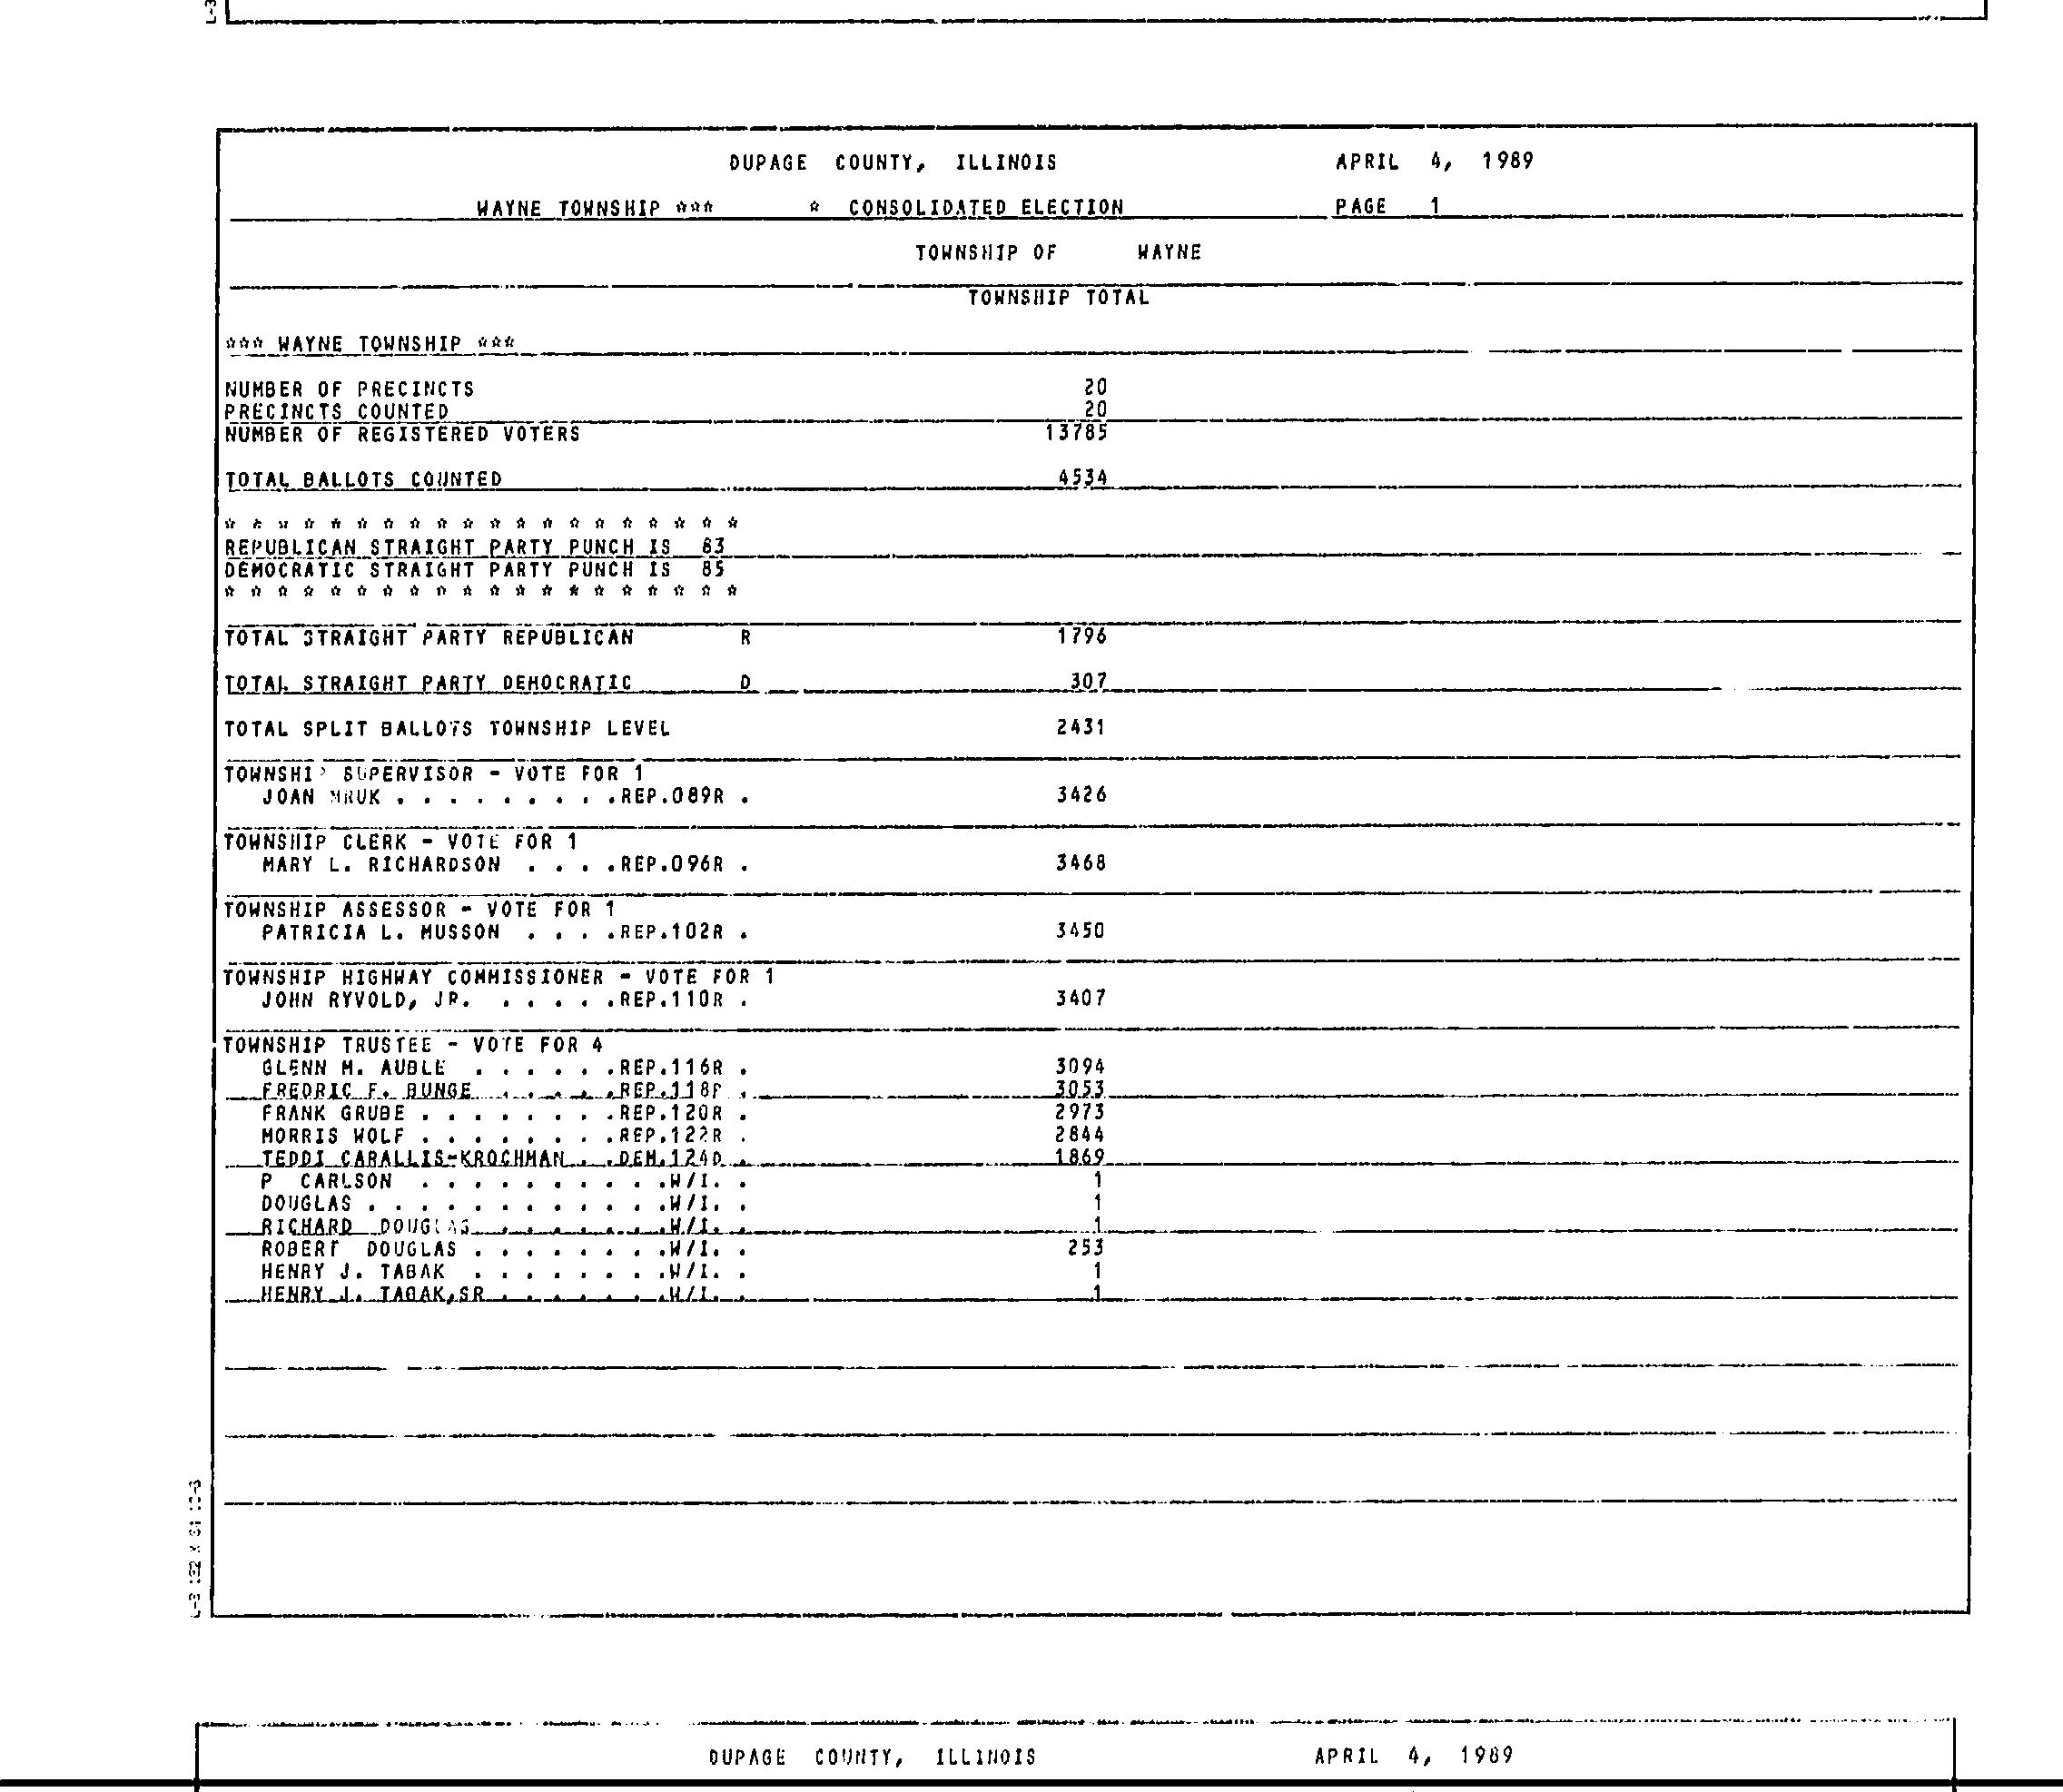 DUPAGE COUNTY, ILLINOIS APRIL 4, 1989
WAYNE TOWNSHIP *** * CONSOLIDATED ELECTION PAGE 1
TOWNSHIP OF WAYNE
TOWNSHIP TOTAL
*** WAYNE TOWNSHIP ***
NUMBER OF PRECINCTS 20
PRECINCTS COUNTED 20
NUMBER OF REGISTERED VOTERS 13785
TOTAL BALLOTS COUNTED 4534
* * * * * * * * * * * * * * * * * * * *
REPUBLICAN STRAIGHT PARTY PUNCH IS 83
DEMOCRATIC STRAIGHT PARTY PUNCH IS 85
* * * * * * * * * * * * * * * * * * * *
TOTAL STRAIGHT PARTY REPUBLICAN R 1796
TOTAL STRAIGHT PARTY DEMOCRATIC D 307
TOTAL SPLIT BALLOTS TOWNSHIP LEVEL 2431
TOWNSHIP SUPERVISOR - VOTE FOR 1
JOAN MRUK . . . . . . . . .REP.089R . 3426
TOWNSHIP CLERK - VOTE FOR 1
MARY L. RICHARDSON . . . .REP.096R . 3468
TOWNSHIP ASSESSOR - VOTE FOR 1
PATRICIA L. MUSSON . . . .REP.102R . 3450
TOWNSHIP HIGHWAY COMMISSIONER - VOTE FOR 1
JOHN RYVOLD, JR. . . . . .REP.110R . 3407
TOWNSHIP TRUSTEE - VOTE FOR 4
GLENN M. AUBLE . . . . . .REP.116R . 3094
FREDRIC F. BUNGE . . . . .REP.118R . 3053
FRANK GRUBE . . . . . . . .REP.120R . 2973
MORRIS WOLF . . . . . . . .REP.122R . 2844
TEDDI CARALLIS-KROCHMAN . .DEM.124D . 1869
P CARLSON . . . . . . . . . .W/I. . 1
DOUGLAS . . . . . . . . . . . .W/I. . 1
RICHARD DOUGLAS . . . . . . . .W/I. . 1
ROBERT DOUGLAS . . . . . . . .W/I. . 253
HENRY J. TABAK . . . . . . . .W/I. . 1
HENRY J. TABAK,SR . . . . . . .W/I. . 1
DUPAGE COUNTY, ILLINOIS APRIL 4, 1989